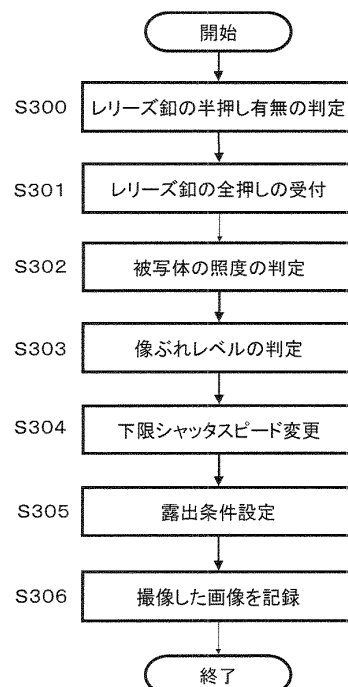 開始
S300 レリーズ釦の半押し有無の判定
S301 レリーズ釦の全押しの受付
S302 被写体の照度の判定
S303 像ぶれレベルの判定
S304 下限シャッタスピード変更
S305 露出条件設定
S306 撮像した画像を記録
終了